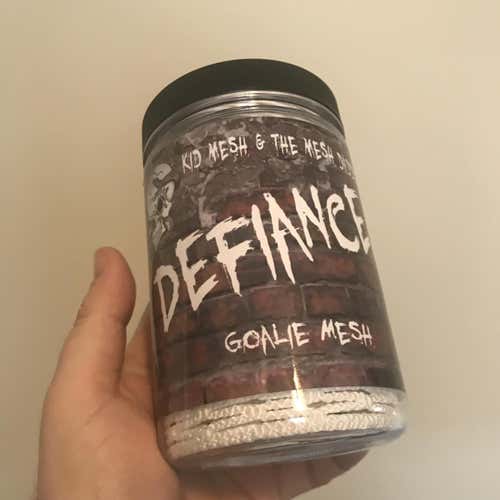 KID MESH & THE MESH
DEFIANCE
GOALIE MESH